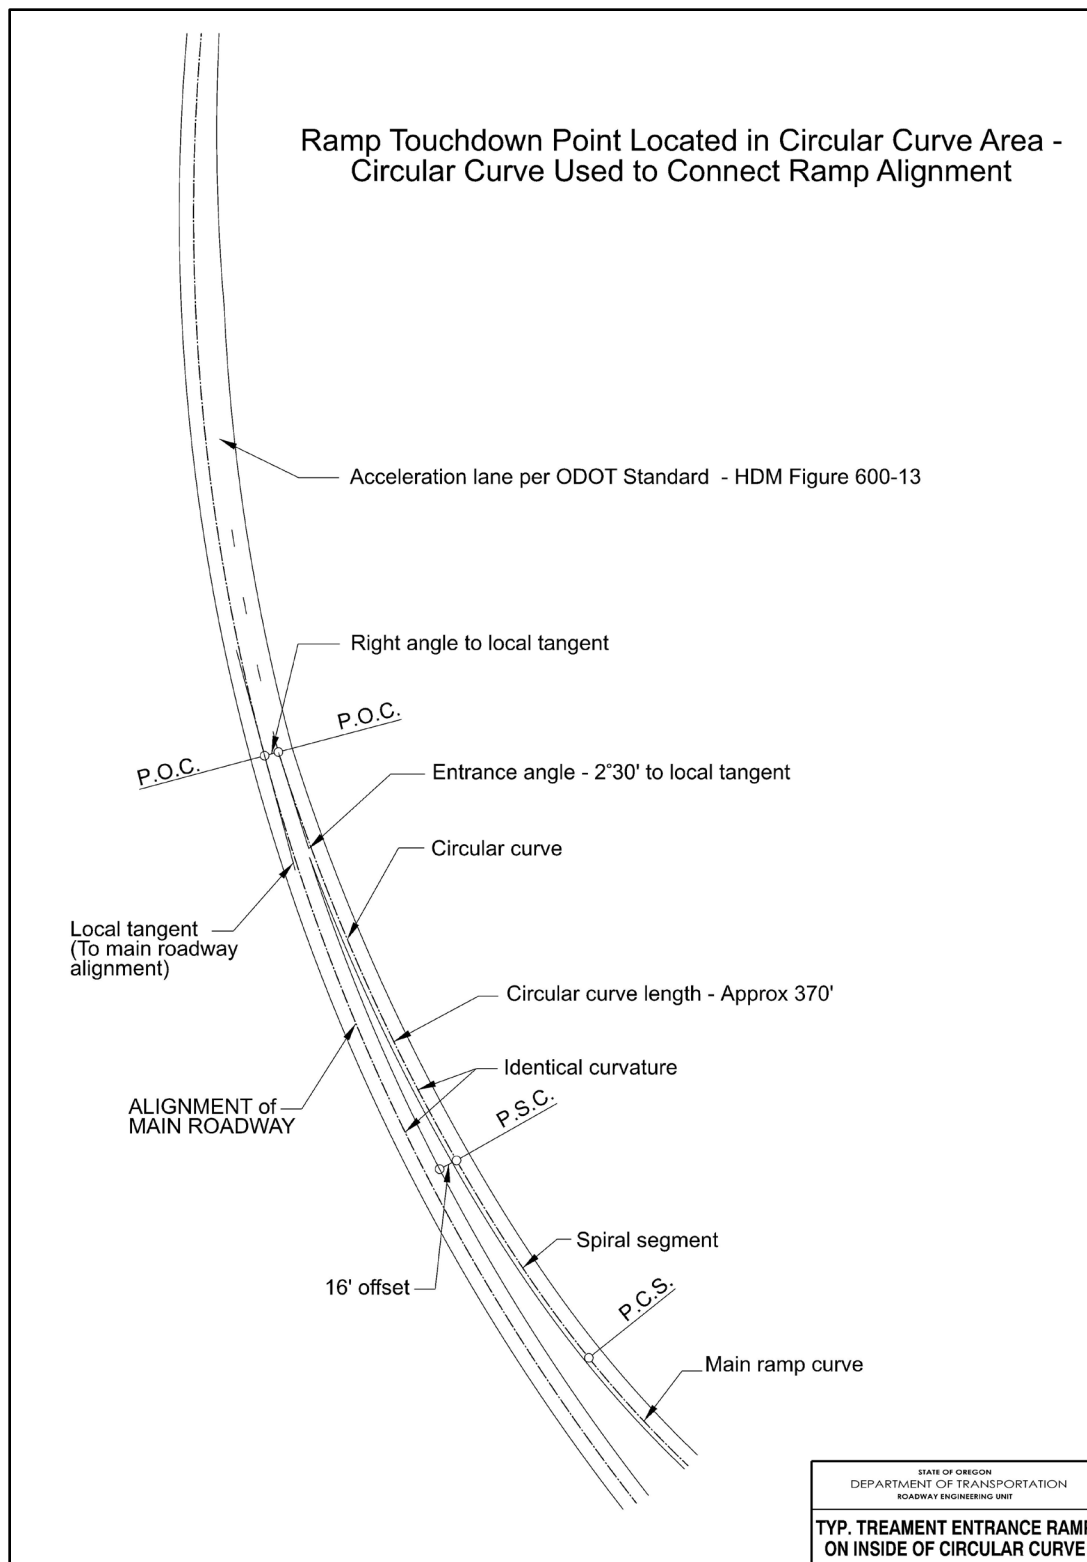 Ramp Touchdown Point Located in Circular Curve Area -
Circular Curve Used to Connect Ramp Alignment
Acceleration lane per ODOT Standard - HDM Figure 600-13
Right angle to local tangent
P.O.C.
P.O.C.
Entrance angle - 2°30' to local tangent
Circular curve
Local tangent
(To main roadway
alignment)
Circular curve length - Approx 370'
Identical curvature
ALIGNMENT of
MAIN ROADWAY
P.S.C.
Spiral segment
16' offset
P.C.S.
Main ramp curve
STATE OF OREGON
DEPARTMENT OF TRANSPORTATION
ROADWAY ENGINEERING UNIT
TYP. TREAMENT ENTRANCE RAMP
ON INSIDE OF CIRCULAR CURVE